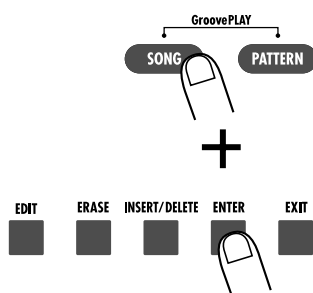 GroovePLAY
SONG PATTERN
+
EDIT ERASE INSERT/DELETE ENTER EXIT